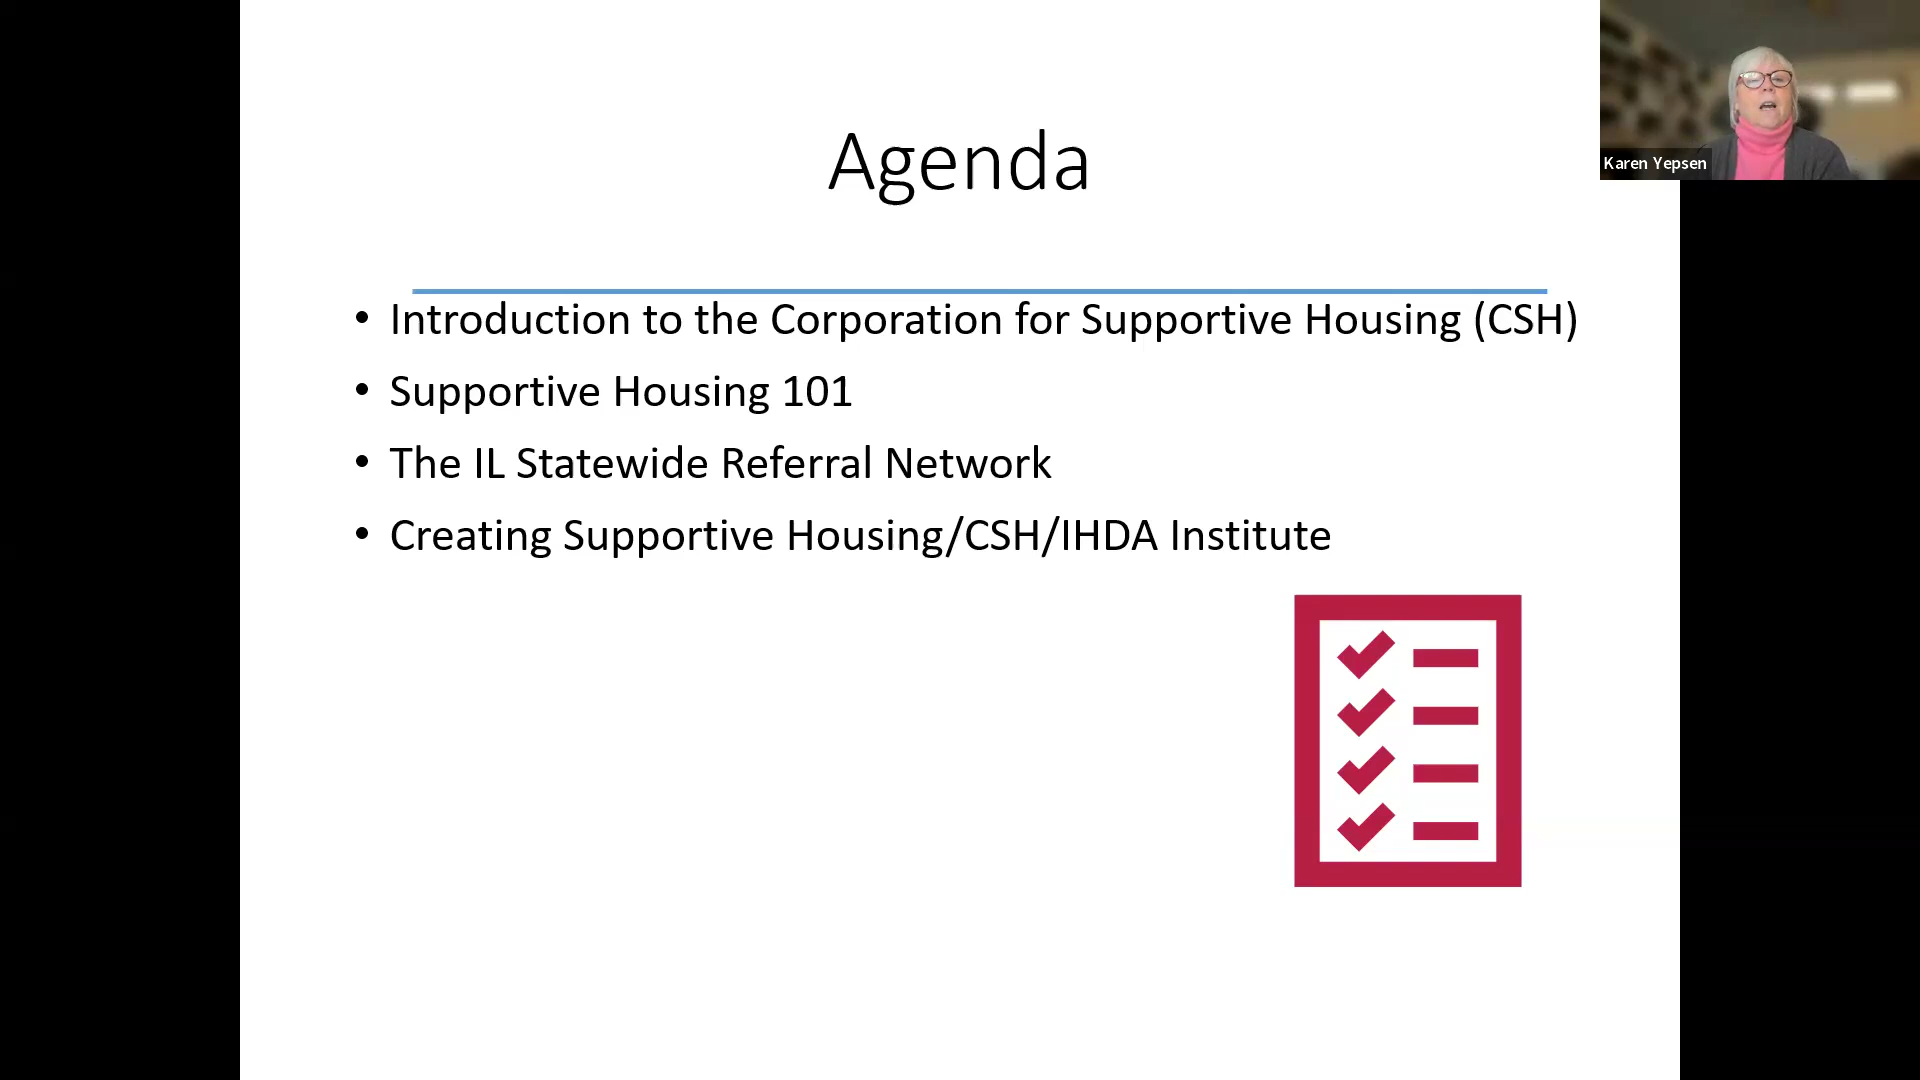 Agenda
• Introduction to the Corporation for Supportive Housing (CSH)
• Supportive Housing 101
• The IL Statewide Referral Network
• Creating Supportive Housing/CSH/IHDA Institute
Karen Yepsen